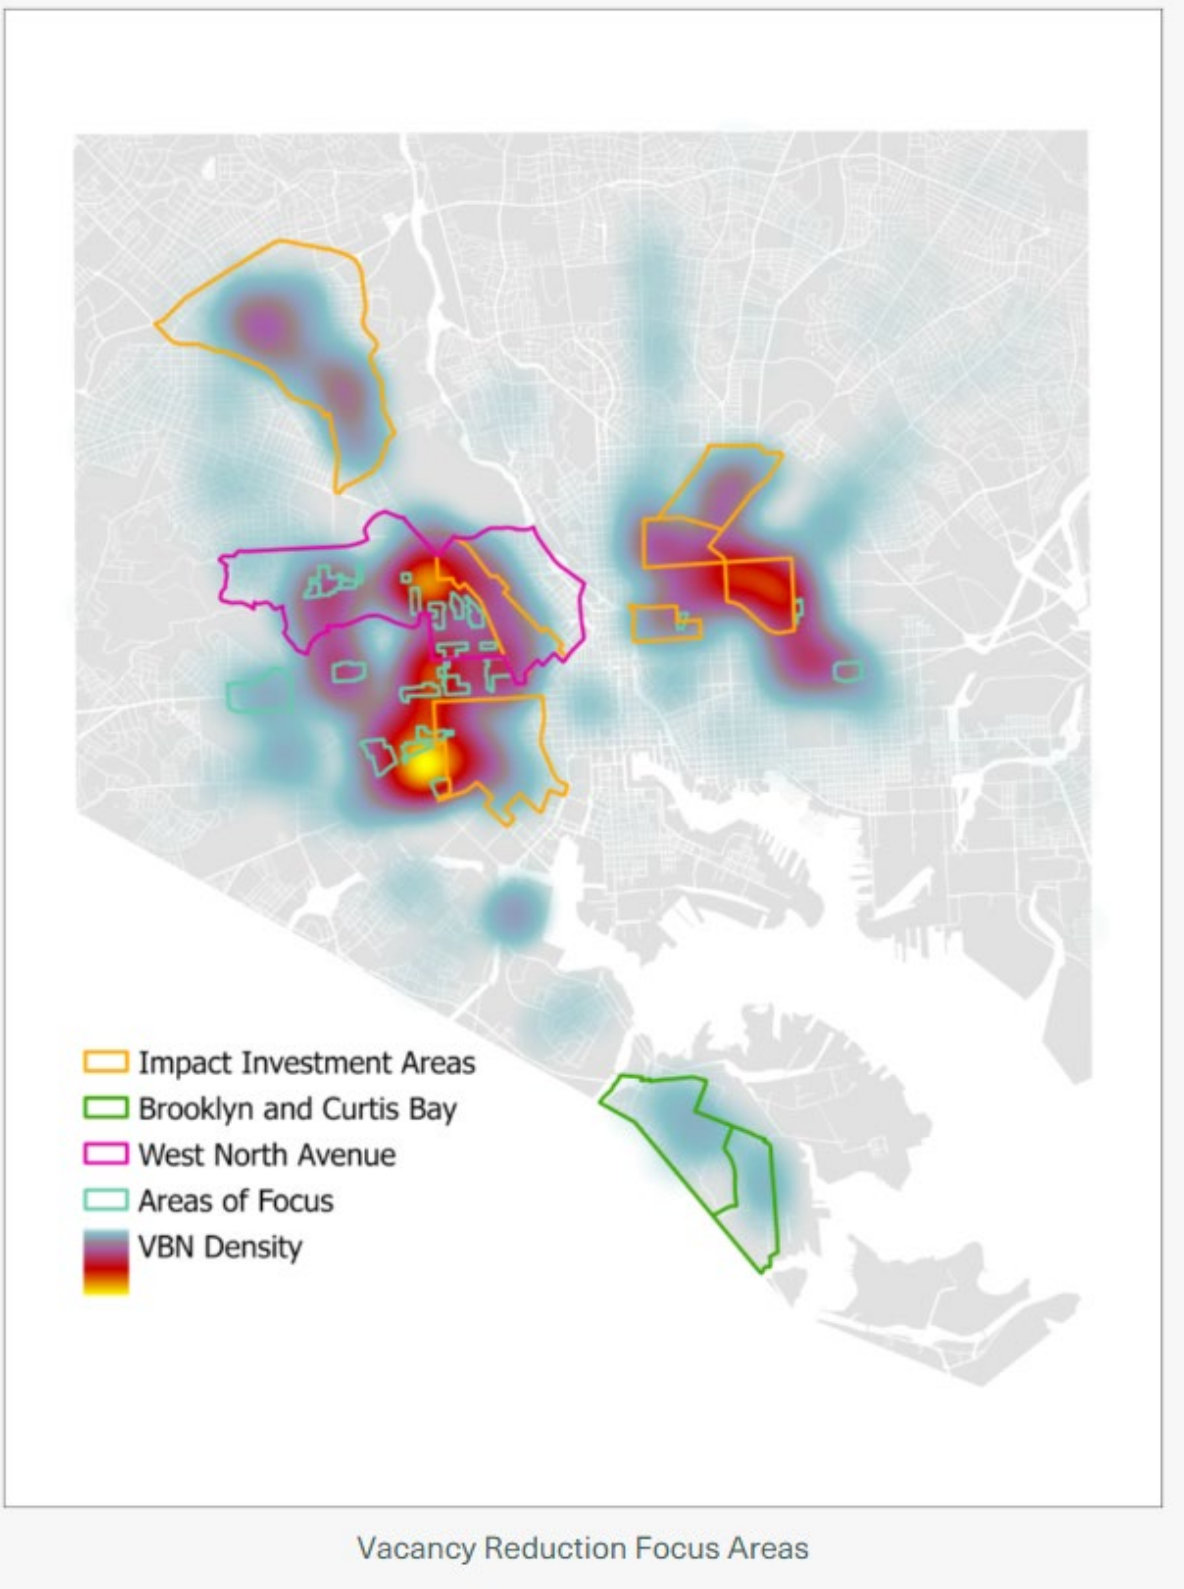 Impact Investment Areas
Brooklyn and Curtis Bay
West North Avenue
Areas of Focus
VBN Density
Vacancy Reduction Focus Areas